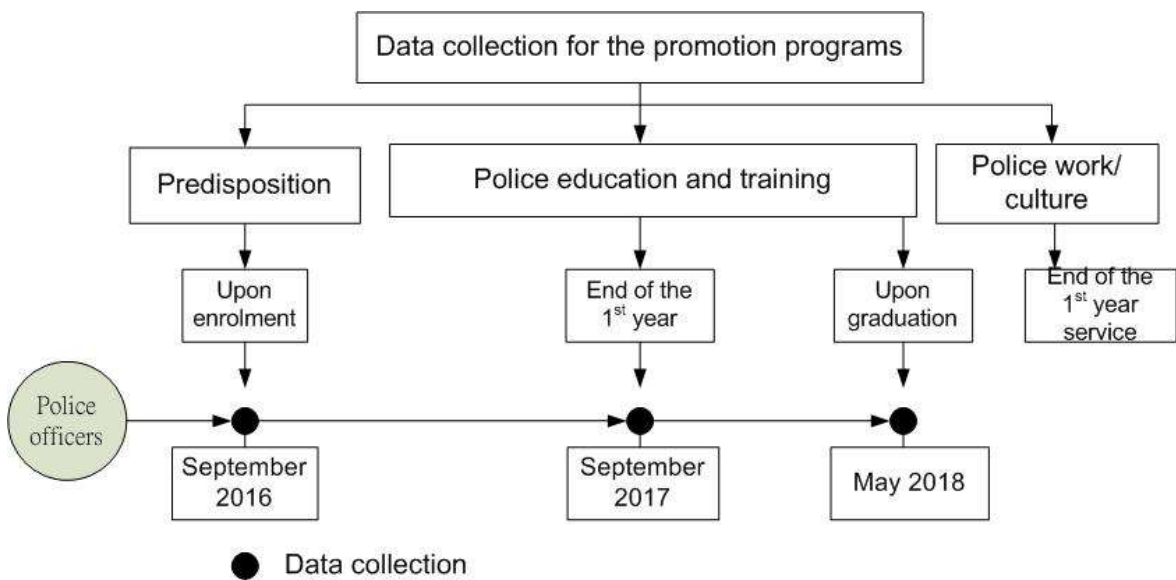 Data collection for the promotion programs
Predisposition
Police education and training
Police work/
culture
Upon
enrolment
End of the
1st year
Upon
graduation
End of the
1st year
service
Police
officers
September
2016
September
2017
May 2018
Data collection